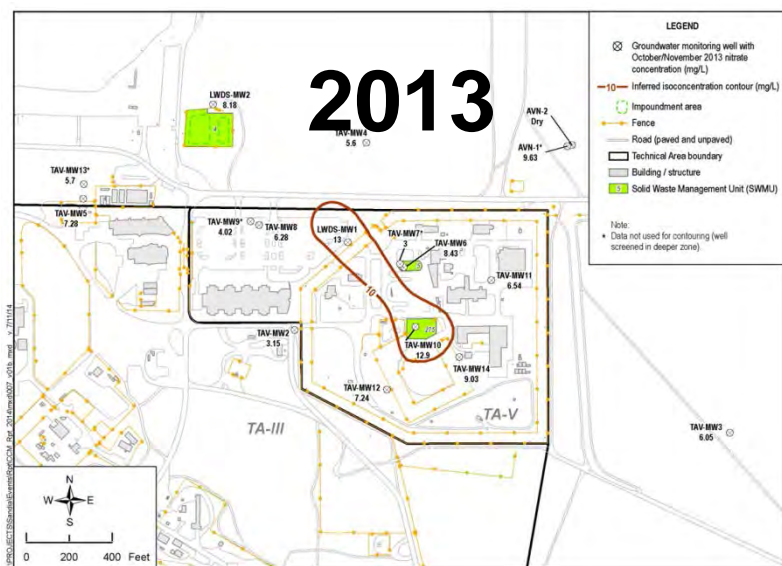 2013
LWDS-MW2
8.18
TAV-MW4
5.6
AVN-2
Dry
AVN-1*
9.63
TAV-MW13*
5.7
TAV-MW5
7.28
TAV-MW9*
4.02
TAV-MW8
6.28
LWDS-MW1
13
TAV-MW7*
3
TAV-MW6
8.43
TAV-MW11
6.54
10
275
TAV-MW10
12.9
TAV-MW2
3.15
TAV-MW14
9.03
TAV-MW12
7.24
TAV-MW3
6.05
TA-III
TA-V
LEGEND
Groundwater monitoring well with
October/November 2013 nitrate
concentration (mg/L)
10
Inferred isoconcentration contour (mg/L)
Impoundment area
Fence
Road (paved and unpaved)
Technical Area boundary
Building / structure
5
Solid Waste Management Unit (SWMU)
Note:
* Data not used for contouring (well
screened in deeper zone).
N
W E
S
0 200 400 Feet